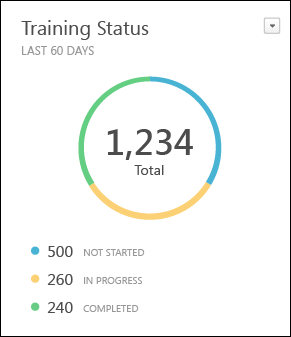 Training Status
LAST 60 DAYS
1,234
Total
500 NOT STARTED
260 IN PROGRESS
240 COMPLETED